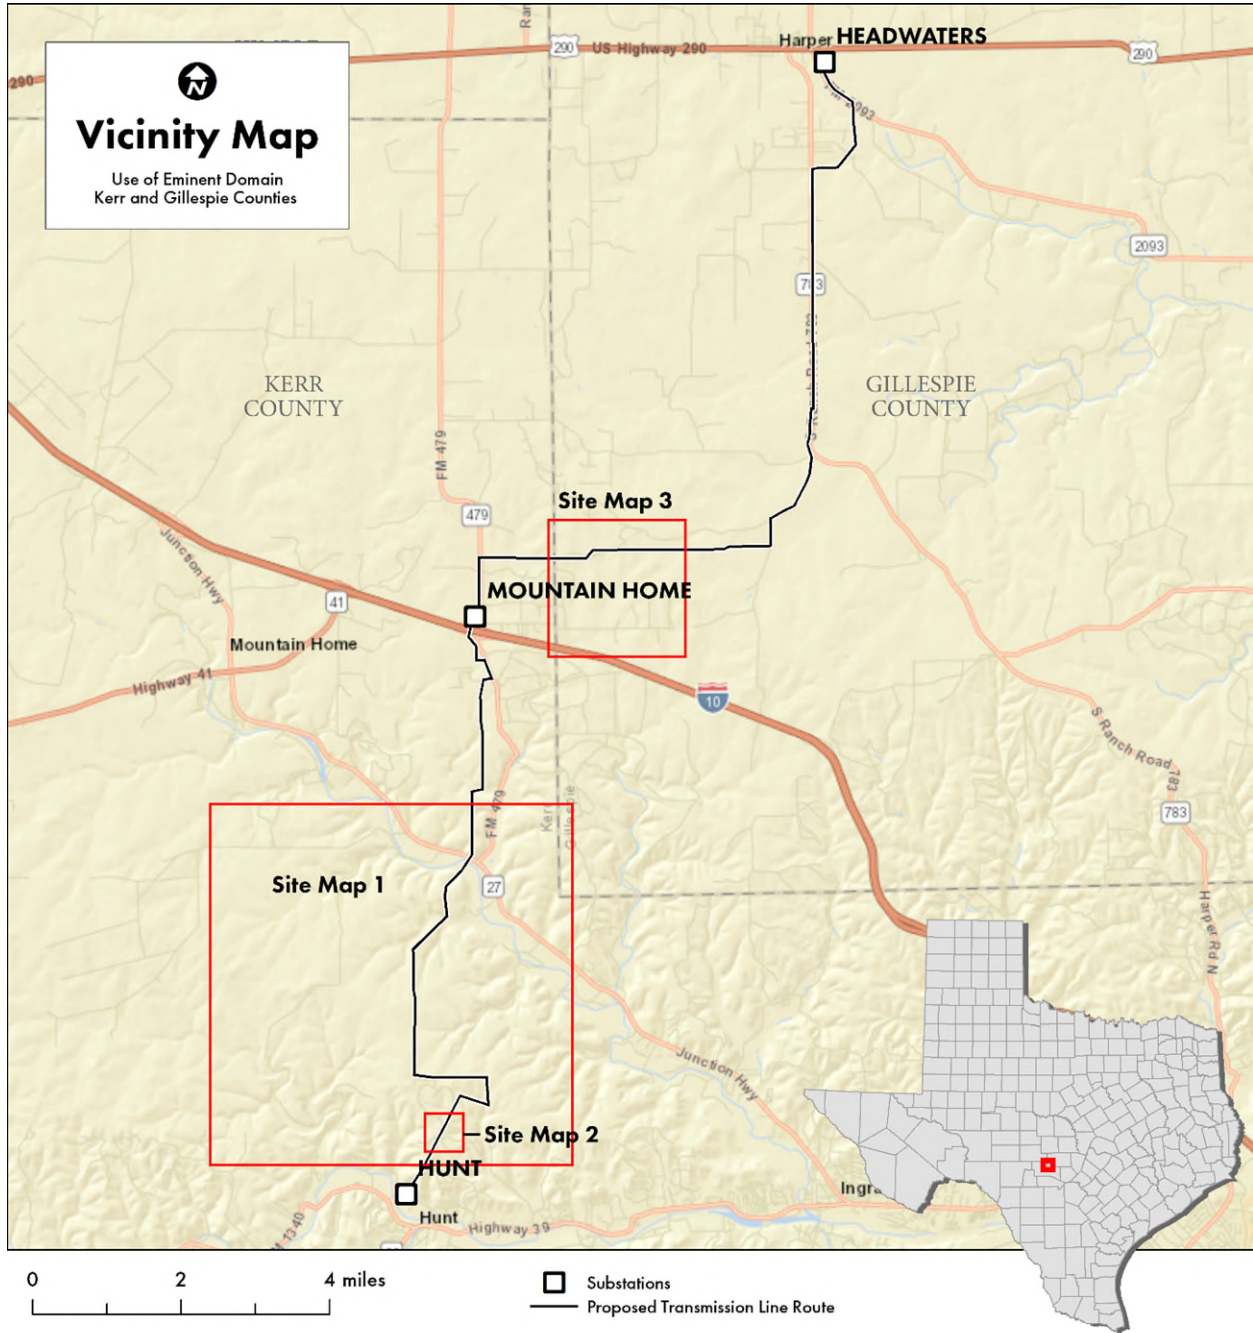 290
US Highway 290
Harper
HEADWATERS
290
290
N
Vicinity Map
Use of Eminent Domain
Kerr and Gillespie Counties
2093
783
KERR
COUNTY
GILLESPIE
COUNTY
FM 479
Site Map 3
479
Junction Hwy
MOUNTAIN HOME
41
Mountain Home
Highway 41
10
S Ranch Road 783
Kerr
Gillespie
FM 479
783
Site Map 1
27
Harper Rd N
Junction Hwy
Site Map 2
HUNT
Hunt
Highway 39
0
2
4 miles
Substations
Proposed Transmission Line Route